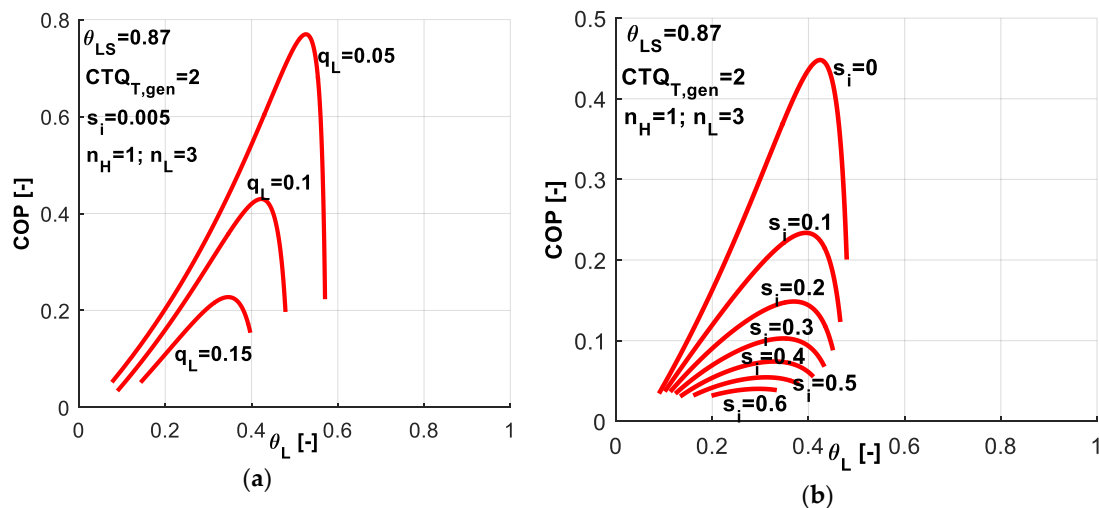 0.8
0.6
0.4
0.2
0
COP [-]
θLS=0.87
CTQT,gen=2
si=0.005
nH=1; nL=3
qL=0.05
qL=0.1
qL=0.15
0 0.2 0.4 0.6 0.8 1
θL [-]
(a)
0.5
0.4
0.3
0.2
0.1
0
COP [-]
θLS=0.87
CTQT,gen=2
nH=1; nL=3
si=0
si=0.1
si=0.2
si=0.3
si=0.4
si=0.5
si=0.6
0 0.2 0.4 0.6 0.8 1
θL [-]
(b)